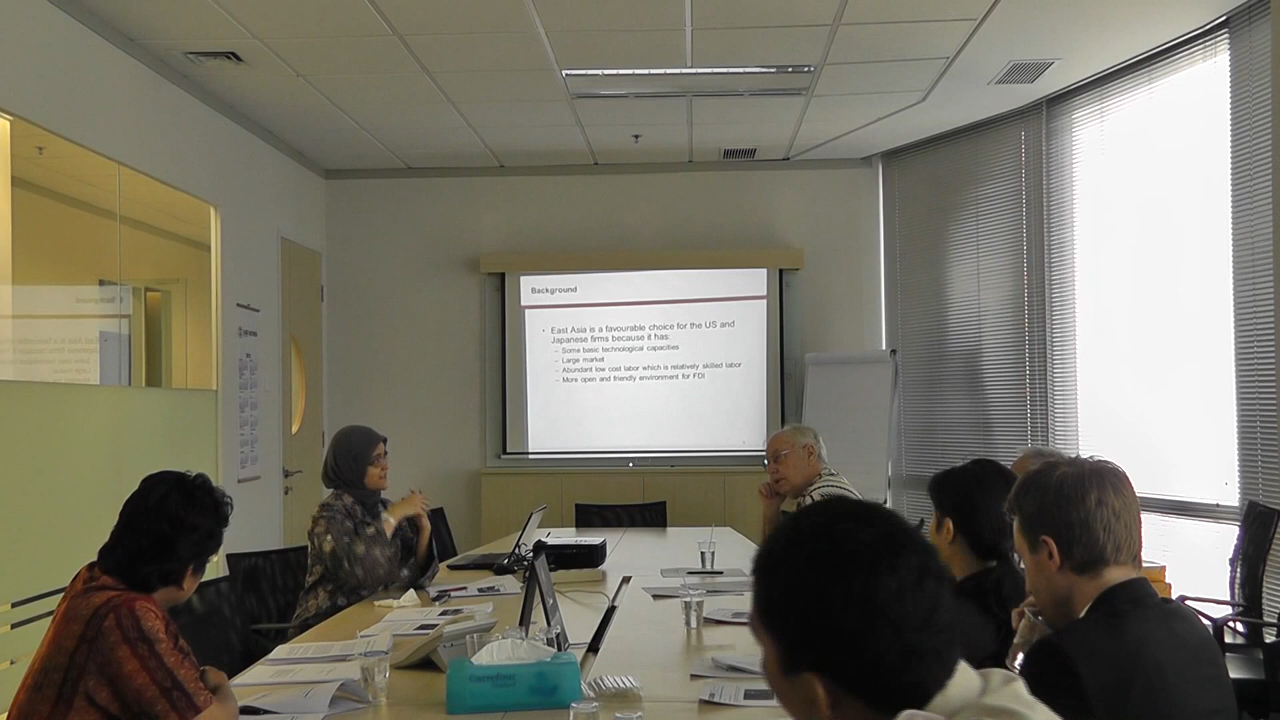 Background
• East Asia is a favourable choice for the US and
Japanese firms because it has:
– Some basic technological capacities
– Large market
– Abundant low cost labor which is relatively skilled labor
– More open and friendly environment for FDI
Carrefour